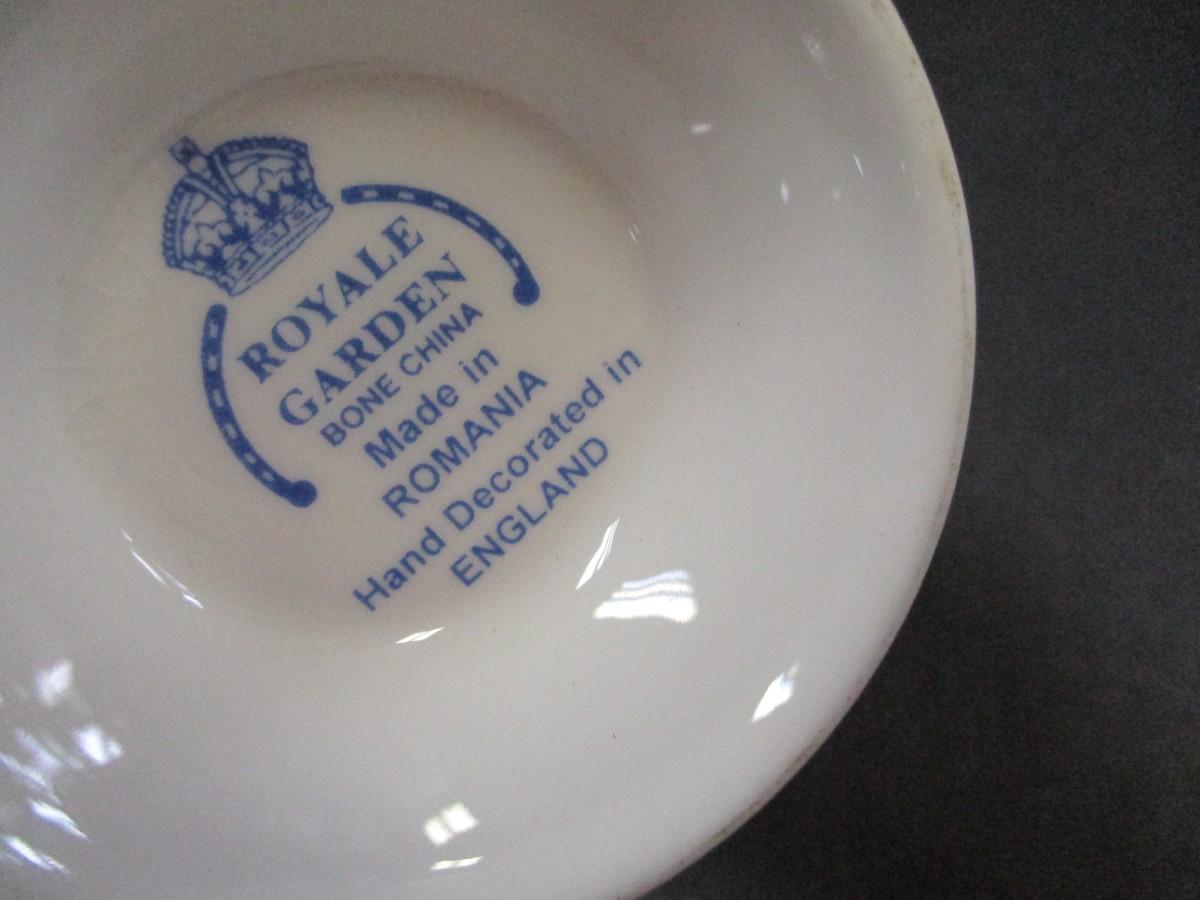 ROYALE
GARDEN
BONE CHINA
Made in
ROMANIA
Hand Decorated in
ENGLAND